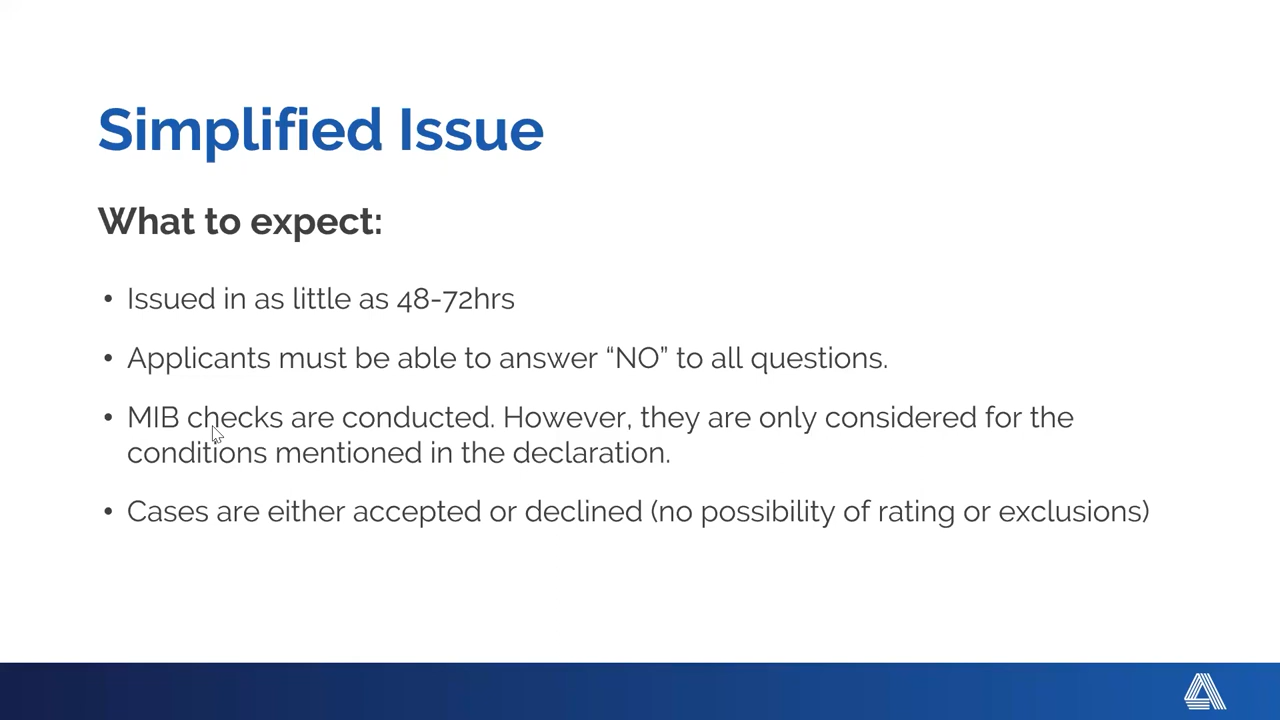 Simplified Issue
What to expect:
• Issued in as little as 48-72hrs
• Applicants must be able to answer “NO” to all questions.
• MIB checks are conducted. However, they are only considered for the
conditions mentioned in the declaration.
• Cases are either accepted or declined (no possibility of rating or exclusions)